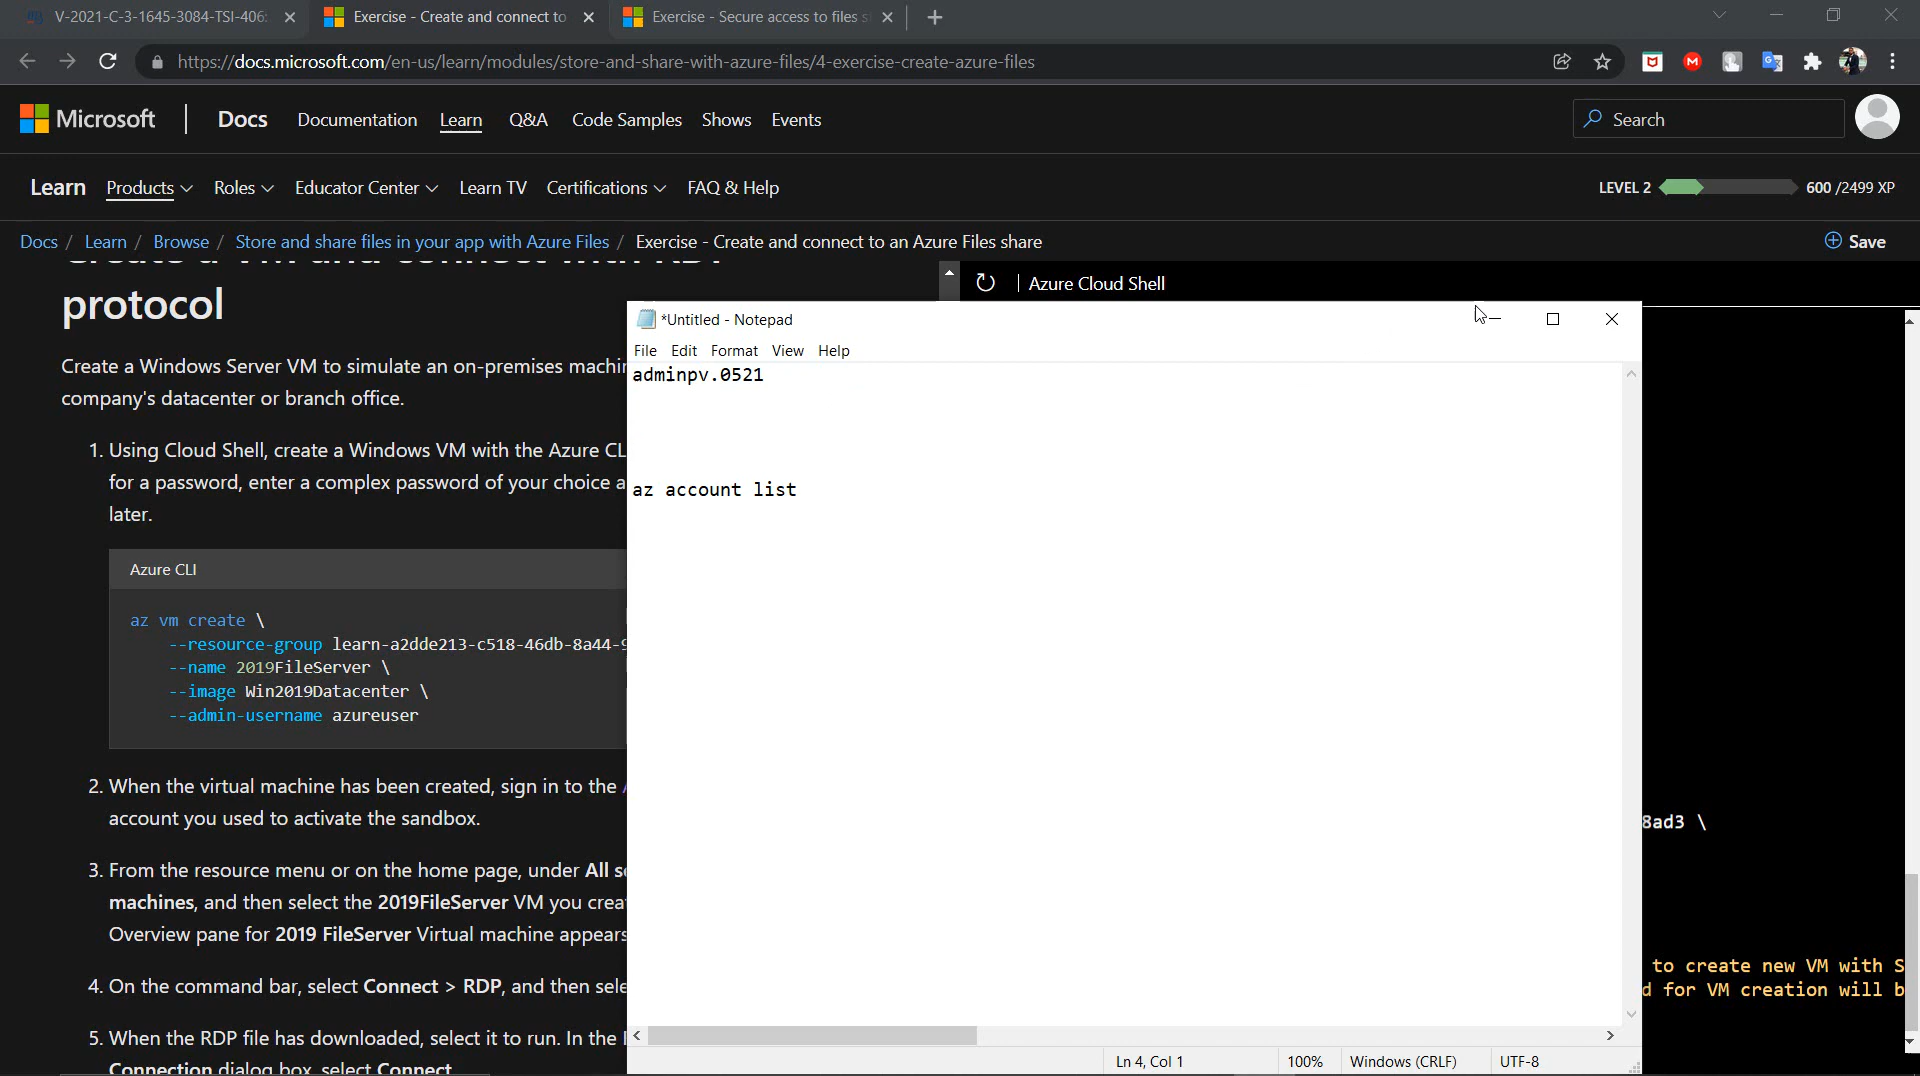 V-2021-C-3-1645-3084-TSI-406:
Exercise - Create and connect to
Exercise - Secure access to files s
https://docs.microsoft.com/en-us/learn/modules/store-and-share-with-azure-files/4-exercise-create-azure-files
Microsoft
Docs
Documentation
Learn
Q&A
Code Samples
Shows
Events
Search
Learn
Products
Roles
Educator Center
Learn TV
Certifications
FAQ & Help
LEVEL 2
600 /2499 XP
Docs / Learn / Browse / Store and share files in your app with Azure Files / Exercise - Create and connect to an Azure Files share
Save
protocol
Azure Cloud Shell
*Untitled - Notepad
File Edit Format View Help
adminpv.0521
az account list
Create a Windows Server VM to simulate an on-premises machin
company's datacenter or branch office.
1. Using Cloud Shell, create a Windows VM with the Azure CL
for a password, enter a complex password of your choice a
later.
Azure CLI
az vm create \
--resource-group learn-a2dde213-c518-46db-8a44-9
--name 2019FileServer \
--image Win2019Datacenter \
--admin-username azureuser
2. When the virtual machine has been created, sign in to the
account you used to activate the sandbox.
3. From the resource menu or on the home page, under All se
machines, and then select the 2019FileServer VM you crea
Overview pane for 2019 FileServer Virtual machine appears
4. On the command bar, select Connect > RDP, and then sele
5. When the RDP file has downloaded, select it to run. In the
Connection dialog box, select Connect.
8ad3 \
to create new VM with S
d for VM creation will b
Ln 4, Col 1
100%
Windows (CRLF)
UTF-8